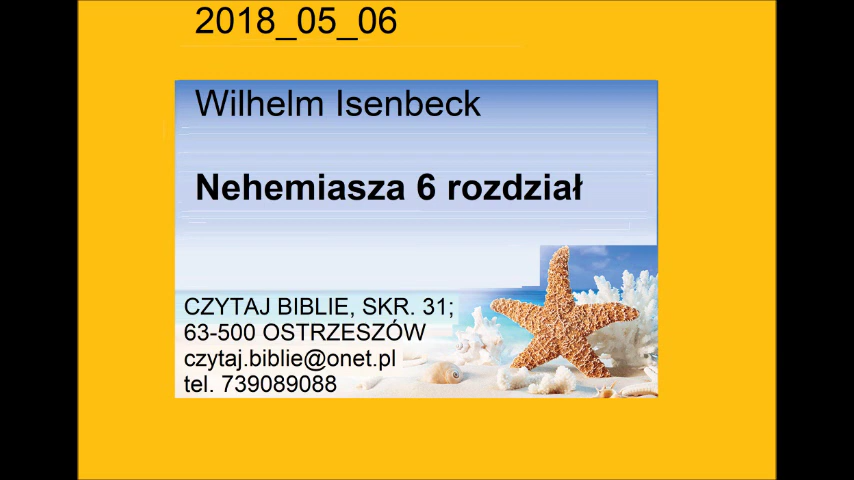 2018_05_06
Wilhelm Isenbeck
Nehemiasza 6 rozdział
CZYTAJ BIBLIE, SKR. 31;
63-500 OSTRZESZÓW
czytaj.biblie@onet.pl
tel. 739089088